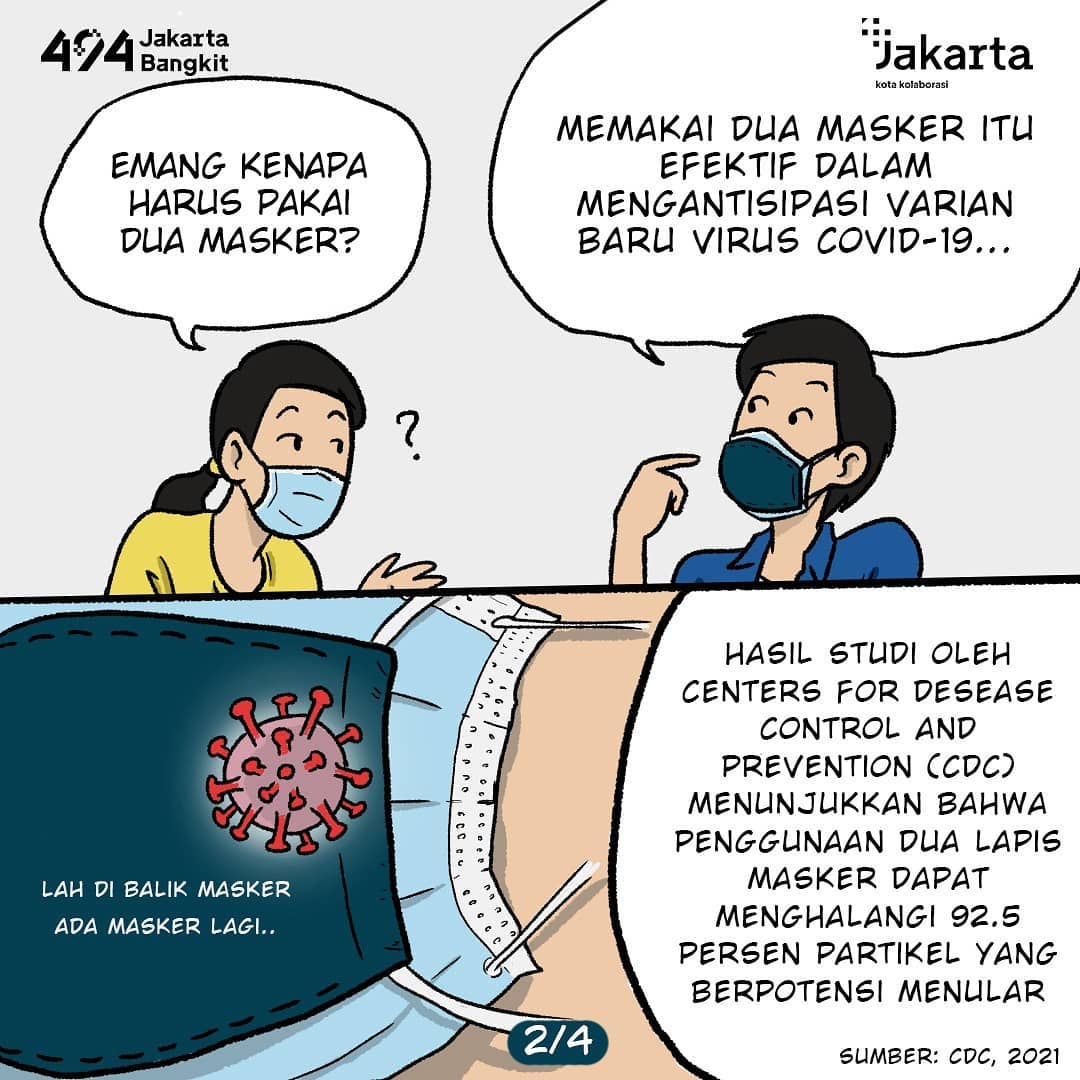 494 Jakarta
Bangkit
Jakarta
kota kolaborasi
EMANG KENAPA
HARUS PAKAI
DUA MASKER?
MEMAKAI DUA MASKER ITU
EFEKTIF DALAM
MENGANTISIPASI VARIAN
BARU VIRUS COVID-19...
?
LAH DI BALIK MASKER
ADA MASKER LAGI..
HASIL STUDI OLEH
CENTERS FOR DESEASE
CONTROL AND
PREVENTION (CDC)
MENUNJUKKAN BAHWA
PENGGUNAAN DUA LAPIS
MASKER DAPAT
MENGHALANGI 92.5
PERSEN PARTIKEL YANG
BERPOTENSI MENULAR
2/4
SUMBER: CDC, 2021